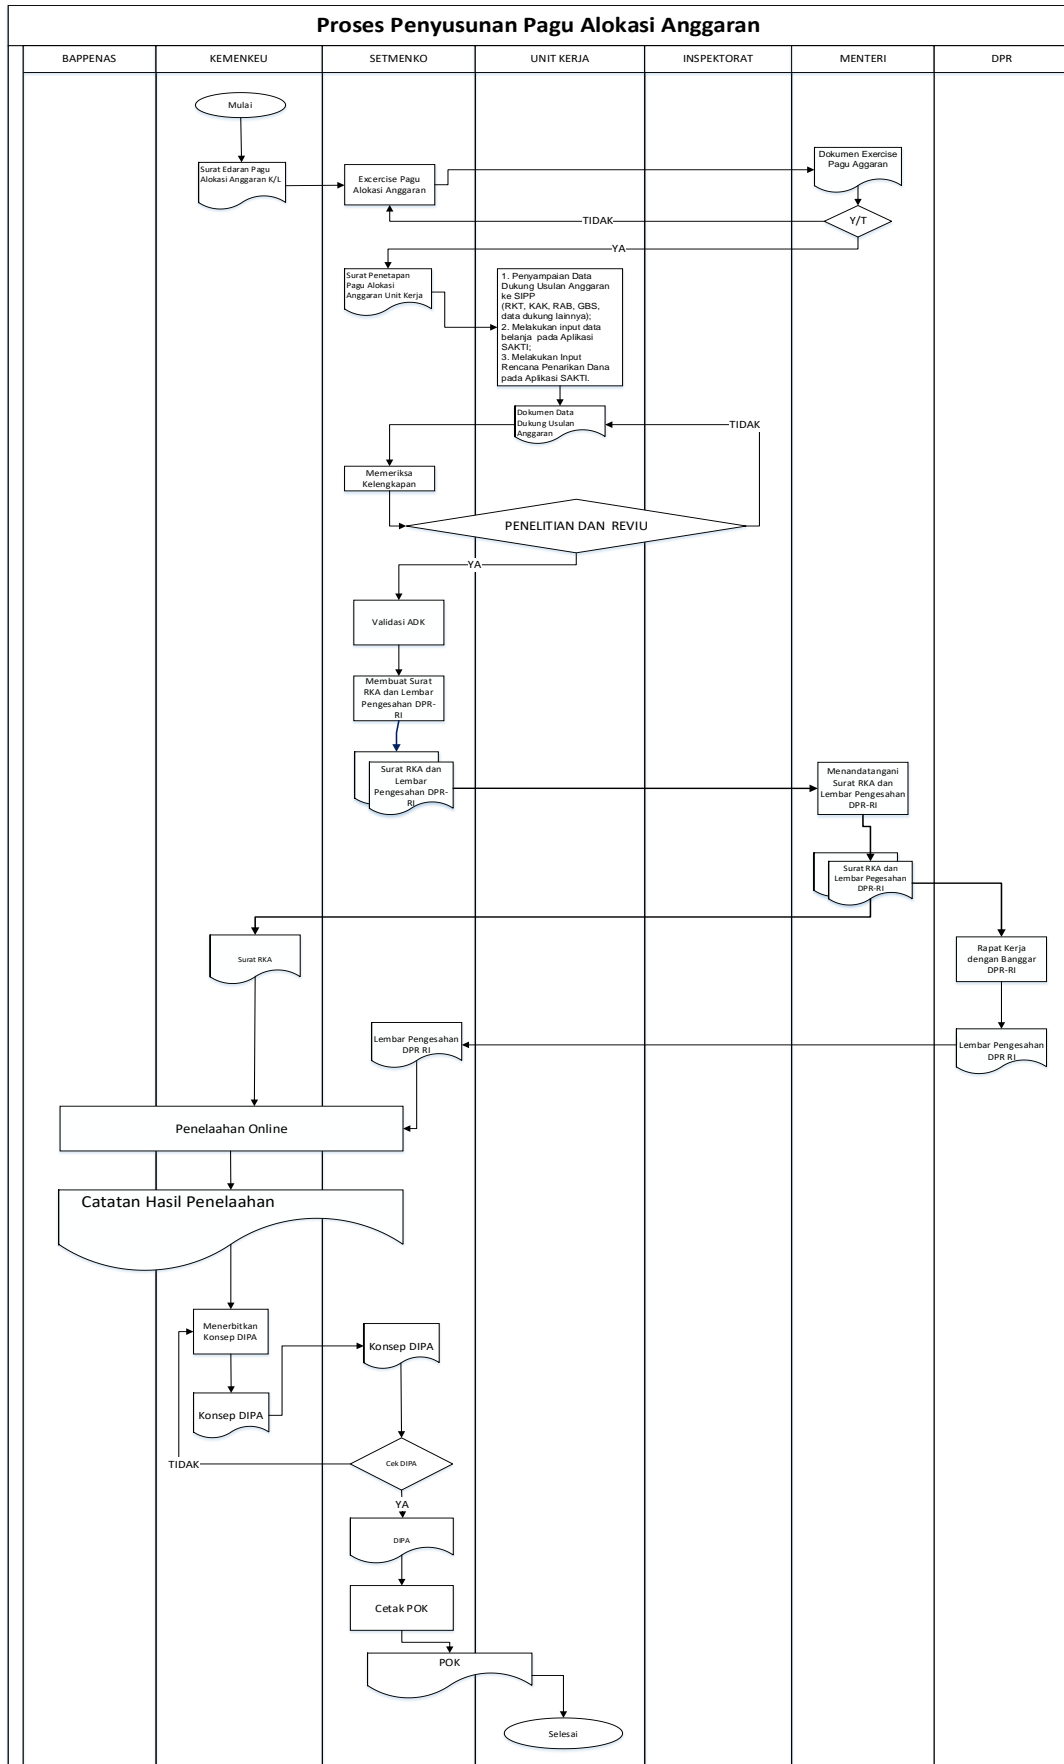 Proses Penyusunan Pagu Alokasi Anggaran
BAPPENAS
KEMENKEU
SETMENKO
UNIT KERJA
INSPEKTORAT
MENTERI
DPR
Mulai
Surat Edaran Pagu
Alokasi Anggaran K/L
Excercise Pagu
Alokasi Anggaran
Dokumen Exercise
Pagu Aggaran
Y/T
TIDAK
YA
Surat Penetapan
Pagu Alokasi
Anggaran Unit Kerja
1. Penyampaian Data
Dukung Usulan Anggaran
ke SIPP
(RKT, KAK, RAB, GBS,
data dukung lainnya);
2. Melakukan input data
belanja pada Aplikasi
SAKTI;
3. Melakukan Input
Rencana Penarikan Dana
pada Aplikasi SAKTI.
Dokumen Data
Dukung Usulan
Anggaran
TIDAK
Memeriksa
Kelengkapan
PENELITIAN DAN REVIU
YA
Validasi ADK
Membuat Surat
RKA dan Lembar
Pengesahan DPR-
RI
Surat RKA dan
Lembar
Pengesahan DPR-
RI
Menandatangani
Surat RKA dan
Lembar Pengesahan
DPR-RI
Surat RKA dan
Lembar Pegesahan
DPR-RI
Surat RKA
Rapat Kerja
dengan Banggar
DPR-RI
Lembar Pengesahan
DPR RI
Lembar Pengesahan
DPR RI
Penelaahan Online
Catatan Hasil Penelaahan
Menerbitkan
Konsep DIPA
Konsep DIPA
Konsep DIPA
TIDAK
Cek DIPA
YA
DIPA
Cetak POK
POK
Selesai